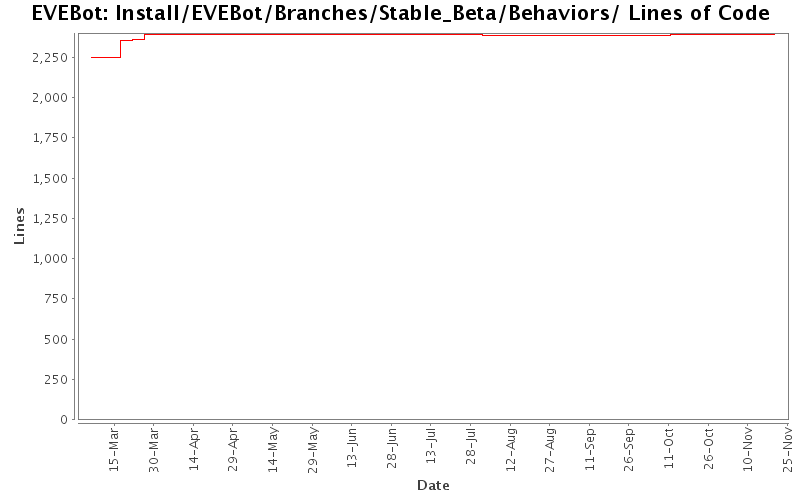 EVEBot: Install/EVEBot/Branches/Stable_Beta/Behaviors/ Lines of Code
Lines
2,250
2,000
1,750
1,500
1,250
1,000
750
500
250
0
15-Mar
30-Mar
14-Apr
29-Apr
14-May
29-May
13-Jun
28-Jun
13-Jul
28-Jul
12-Aug
27-Aug
11-Sep
26-Sep
11-Oct
26-Oct
10-Nov
25-Nov
Date